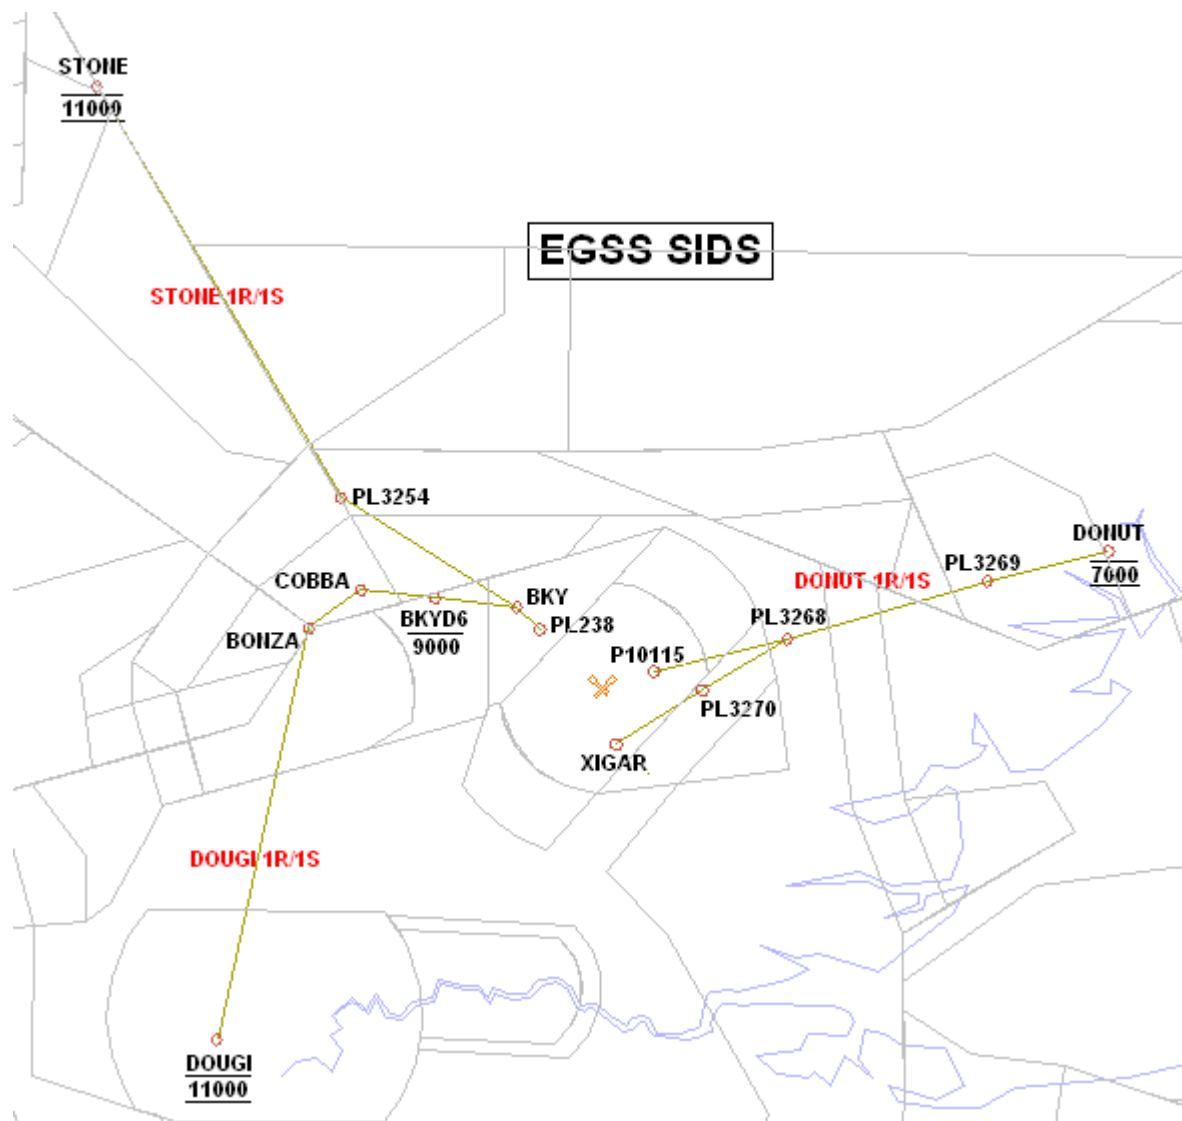 STONE
11000
EGSS SIDS
STONE 1R/1S
PL3254
DONUT
7600
PL3269
DONUT 1R/1S
COBBA
BKY
BKYD6
9000
PL238
BONZA
PL3268
P10115
PL3270
XIGAR
DOUGI 1R/1S
DOUGI
11000